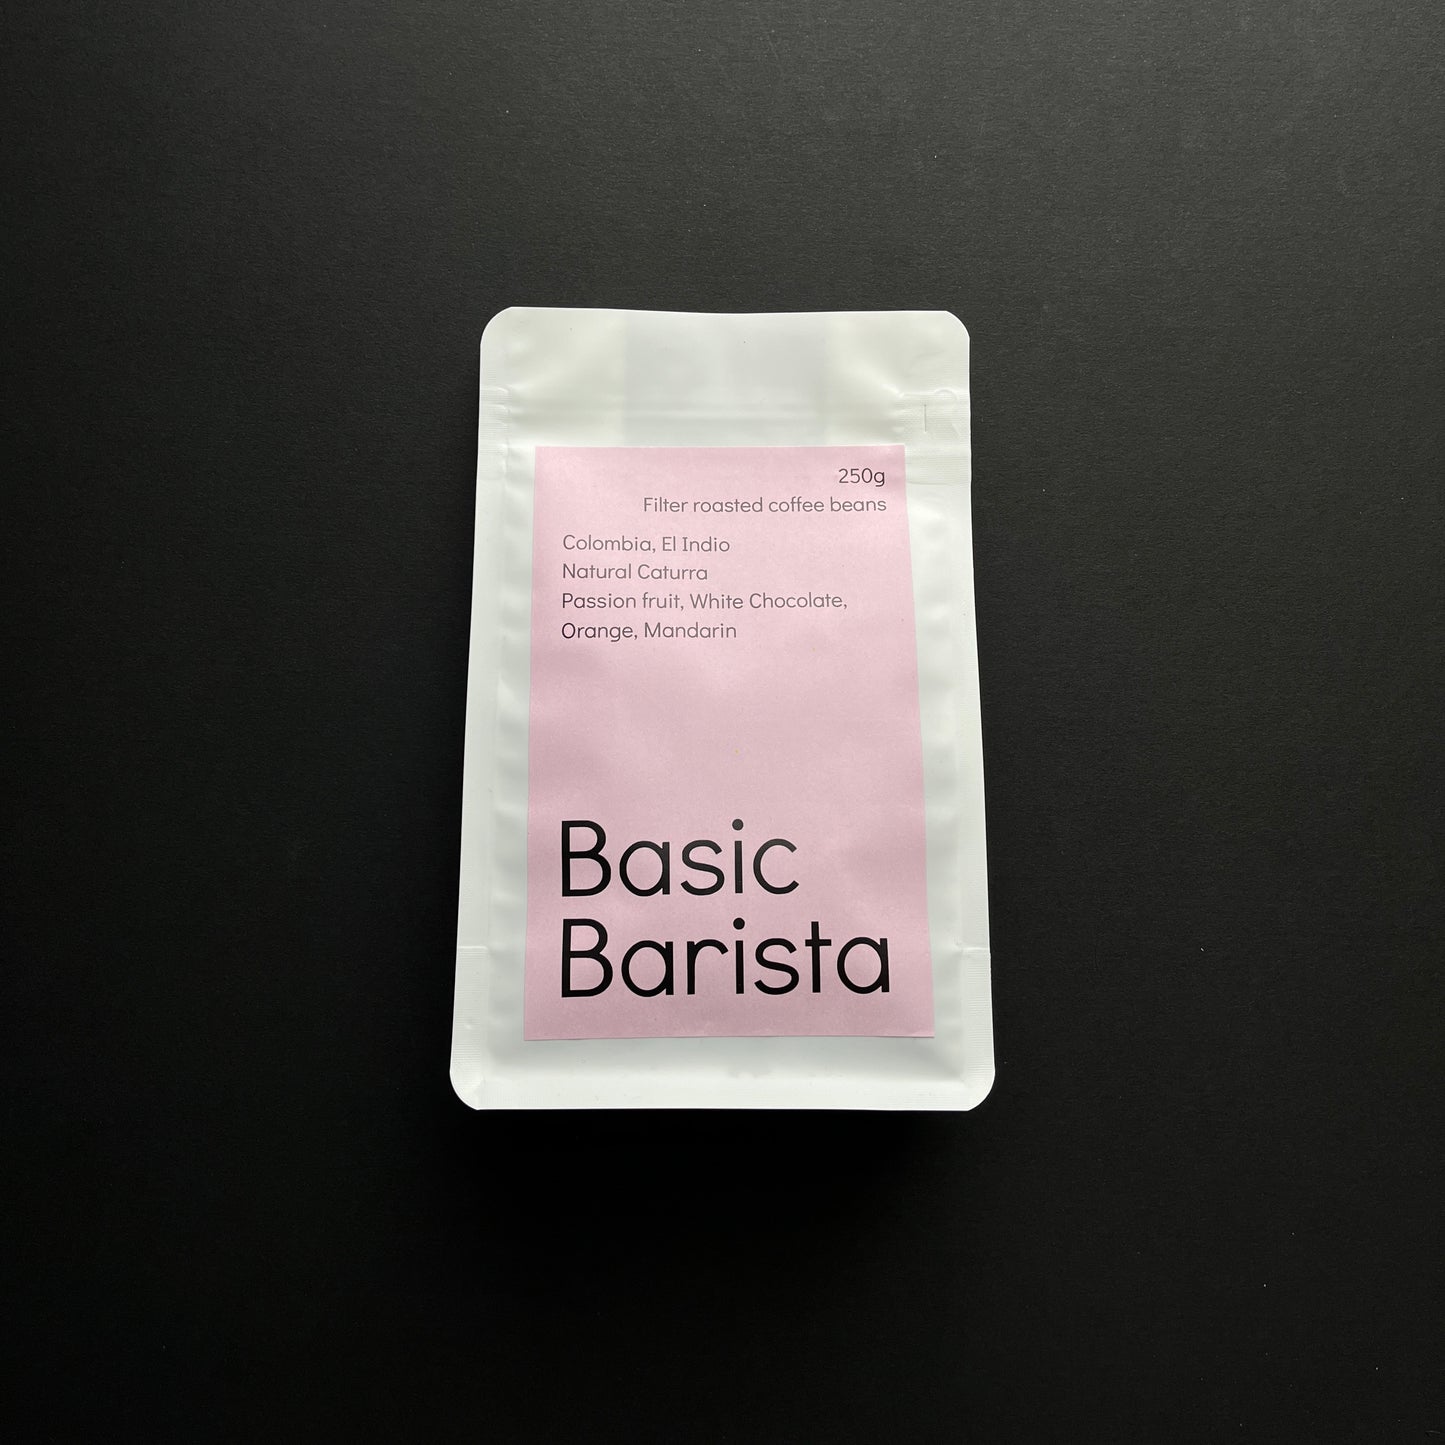 250g
Filter roasted coffee beans
Colombia, El Indio
Natural Caturra
Passion fruit, White Chocolate,
Orange, Mandarin
Basic
Barista